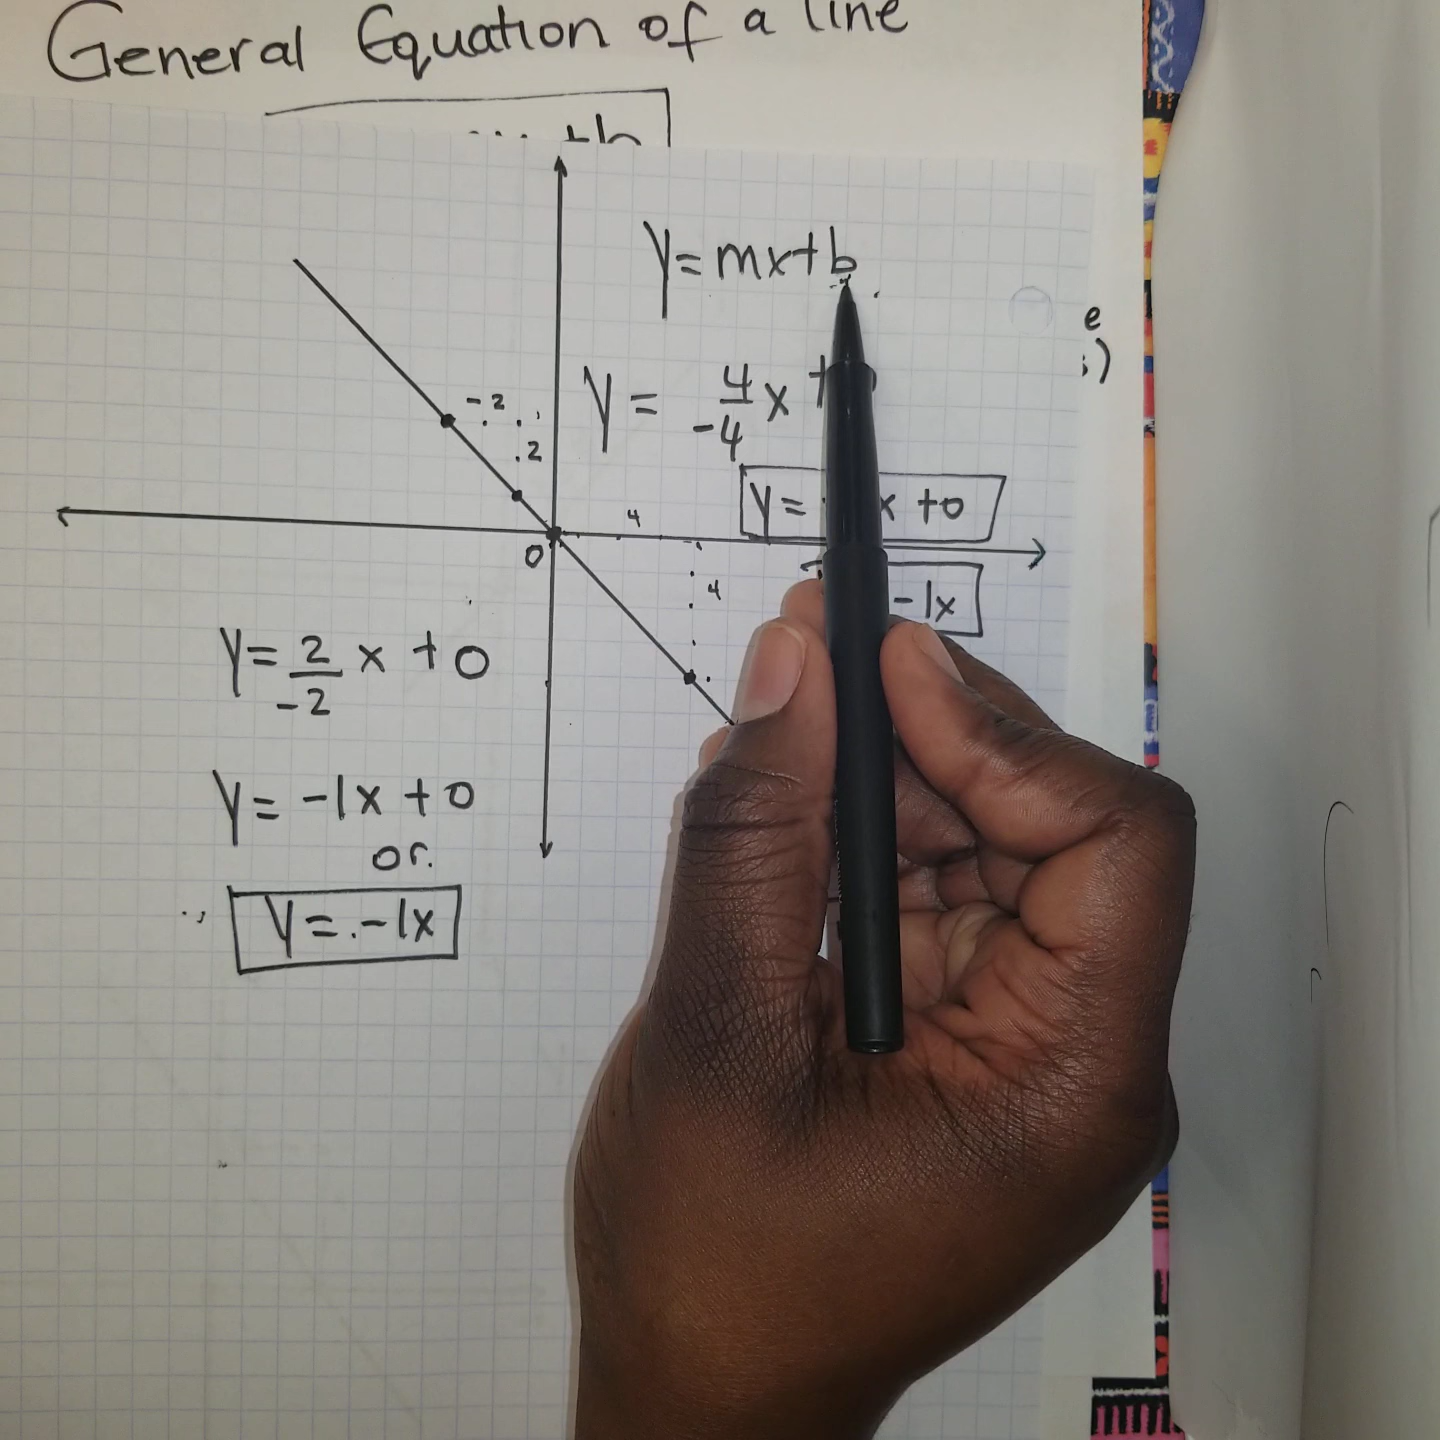 General Equation of a line
+b
y = mx+b
y = 4/-4 x +
-2
2
y = x +0
4
0
4
-1x
e
;)
y = 2/-2 x + 0
y = -1x + 0
or.
y = -1x